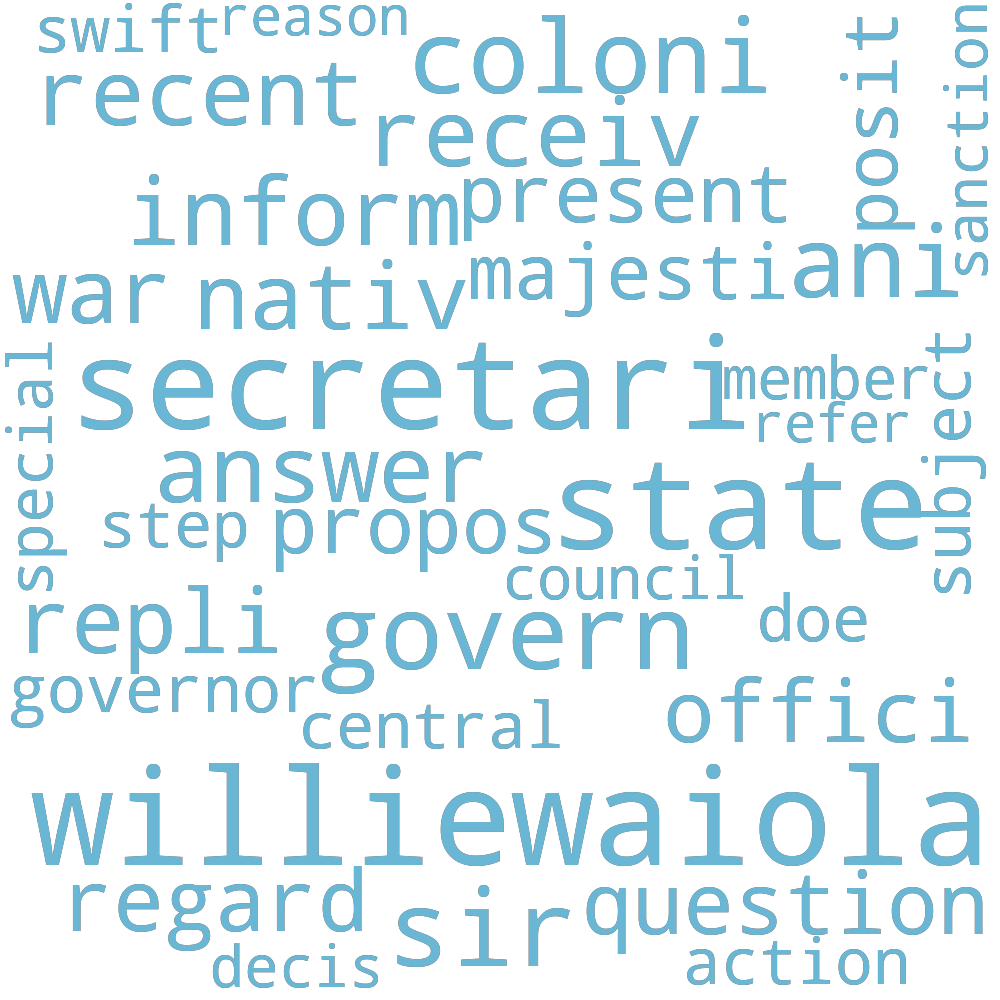 swift reason
coloni
posit
sanction
recent
receiv
inform
present
war
nativ
majesti
ani
secretari
member
refer
subject
special
answer
state
step
propos
council
repli
govern
doe
governor
central
offici
williewaiola
regard
sir
question
decis
action